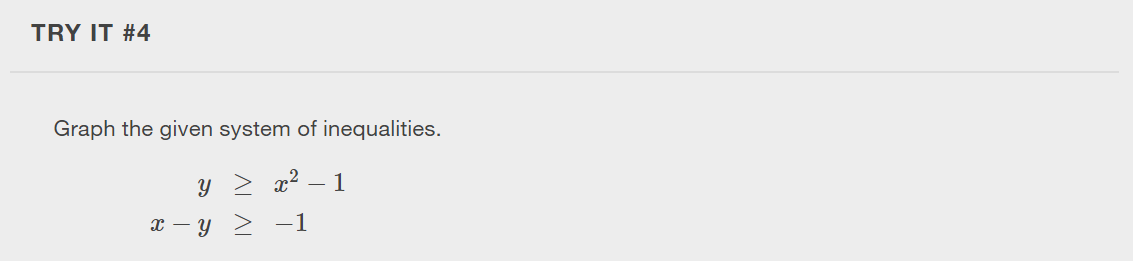 TRY IT #4
Graph the given system of inequalities.
y ≥ x² − 1
x − y ≥ −1